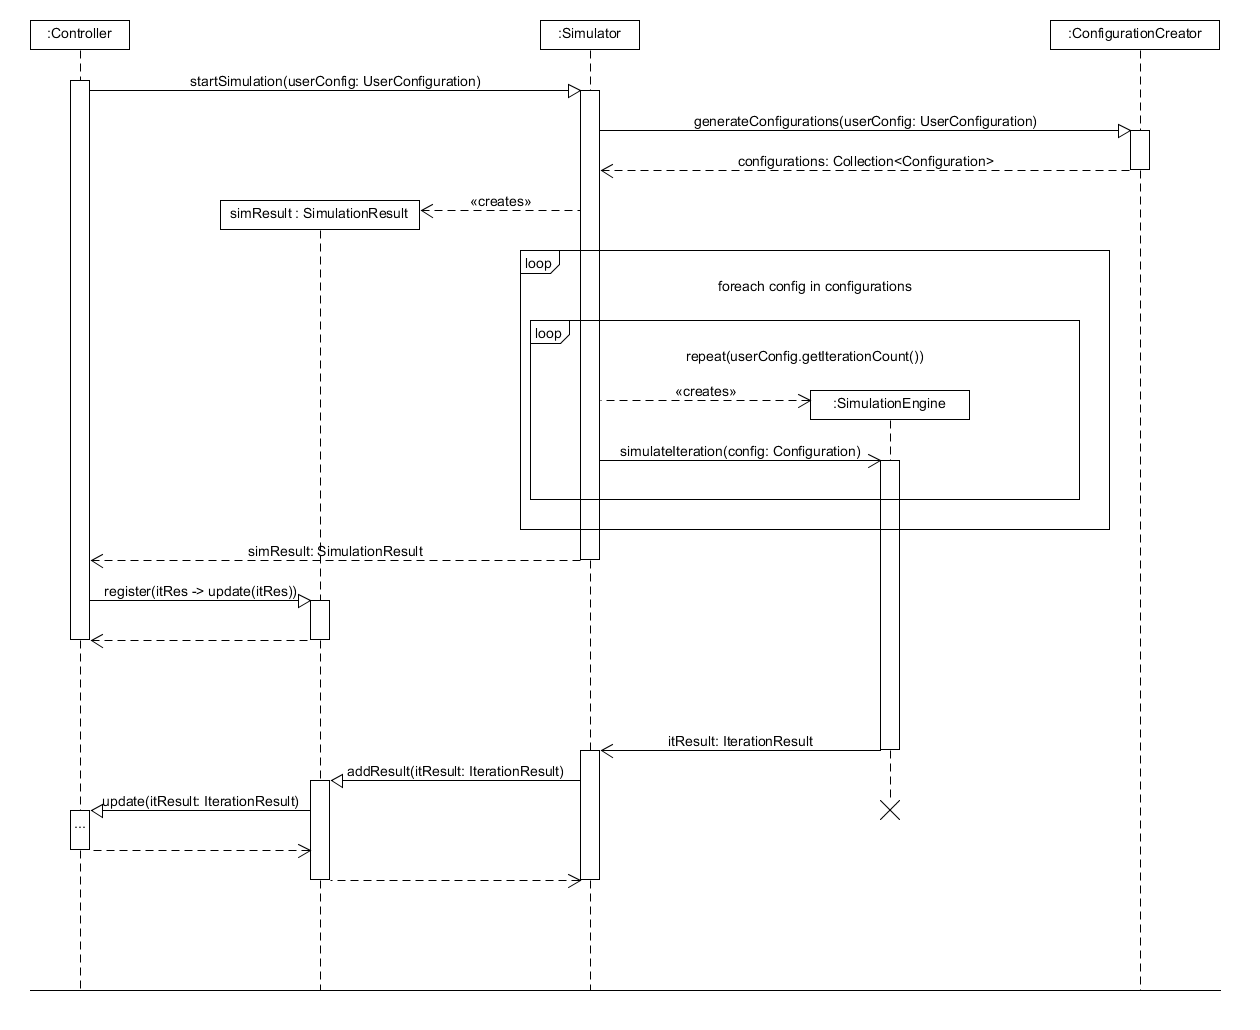 :Controller
:Simulator
:ConfigurationCreator
startSimulation(userConfig: UserConfiguration)
generateConfigurations(userConfig: UserConfiguration)
configurations: Collection<Configuration>
«creates»
simResult : SimulationResult
loop
foreach config in configurations
loop
repeat(userConfig.getIterationCount())
«creates»
:SimulationEngine
simulateIteration(config: Configuration)
simResult: SimulationResult
register(itRes -> update(itRes))
itResult: IterationResult
addResult(itResult: IterationResult)
update(itResult: IterationResult)
...